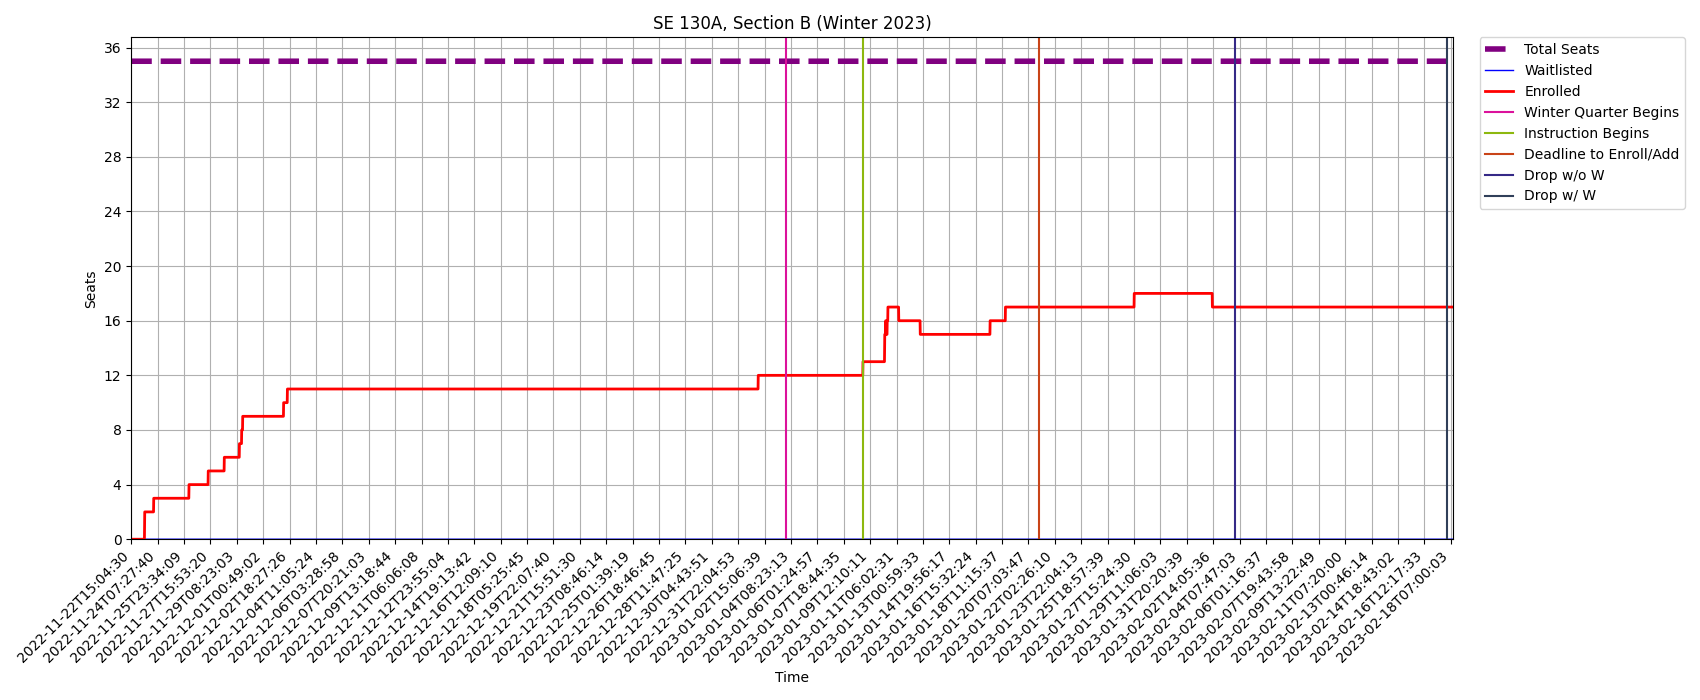 SE 130A, Section B (Winter 2023)
Total Seats
Waitlisted
Enrolled
Winter Quarter Begins
Instruction Begins
Deadline to Enroll/Add
Drop w/o W
Drop w/ W
Seats
36
32
28
24
20
16
12
8
4
0
2022-11-22T15:04:30
2022-11-24T07:27:40
2022-11-25T23:34:09
2022-11-27T15:53:20
2022-11-29T08:23:03
2022-12-01T00:49:02
2022-12-02T18:27:26
2022-12-04T11:05:24
2022-12-06T03:28:58
2022-12-07T20:21:03
2022-12-09T13:18:44
2022-12-11T06:06:08
2022-12-12T23:55:04
2022-12-14T19:13:42
2022-12-16T12:09:10
2022-12-18T05:25:45
2022-12-19T22:07:40
2022-12-21T15:51:30
2022-12-23T08:46:14
2022-12-25T01:39:19
2022-12-26T18:46:45
2022-12-28T11:47:25
2022-12-30T04:43:51
2022-12-31T22:04:53
2023-01-02T15:06:39
2023-01-04T08:23:13
2023-01-06T01:24:57
2023-01-07T18:44:35
2023-01-09T12:10:11
2023-01-11T06:02:31
2023-01-13T00:59:33
2023-01-14T19:56:17
2023-01-16T15:32:24
2023-01-18T11:15:37
2023-01-20T07:03:47
2023-01-22T02:26:10
2023-01-23T22:04:13
2023-01-25T18:57:39
2023-01-27T15:24:30
2023-01-29T11:06:03
2023-01-31T20:20:39
2023-02-02T14:05:36
2023-02-04T07:47:03
2023-02-06T01:16:37
2023-02-07T19:43:58
2023-02-09T13:22:49
2023-02-11T07:20:00
2023-02-13T00:46:14
2023-02-14T18:43:02
2023-02-16T12:17:33
2023-02-18T07:00:03
Time